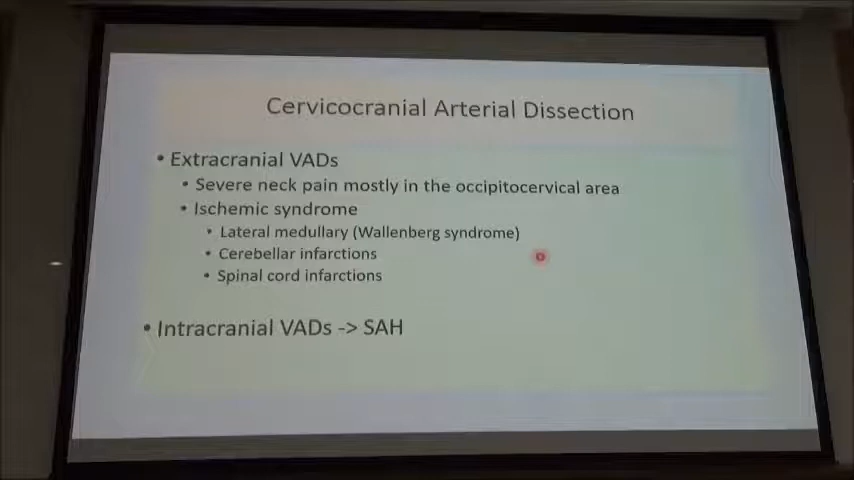 Cervicocranial Arterial Dissection
• Extracranial VADs
• Severe neck pain mostly in the occipitocervical area
• Ischemic syndrome
• Lateral medullary (Wallenberg syndrome)
• Cerebellar infarctions
• Spinal cord infarctions
• Intracranial VADs -> SAH